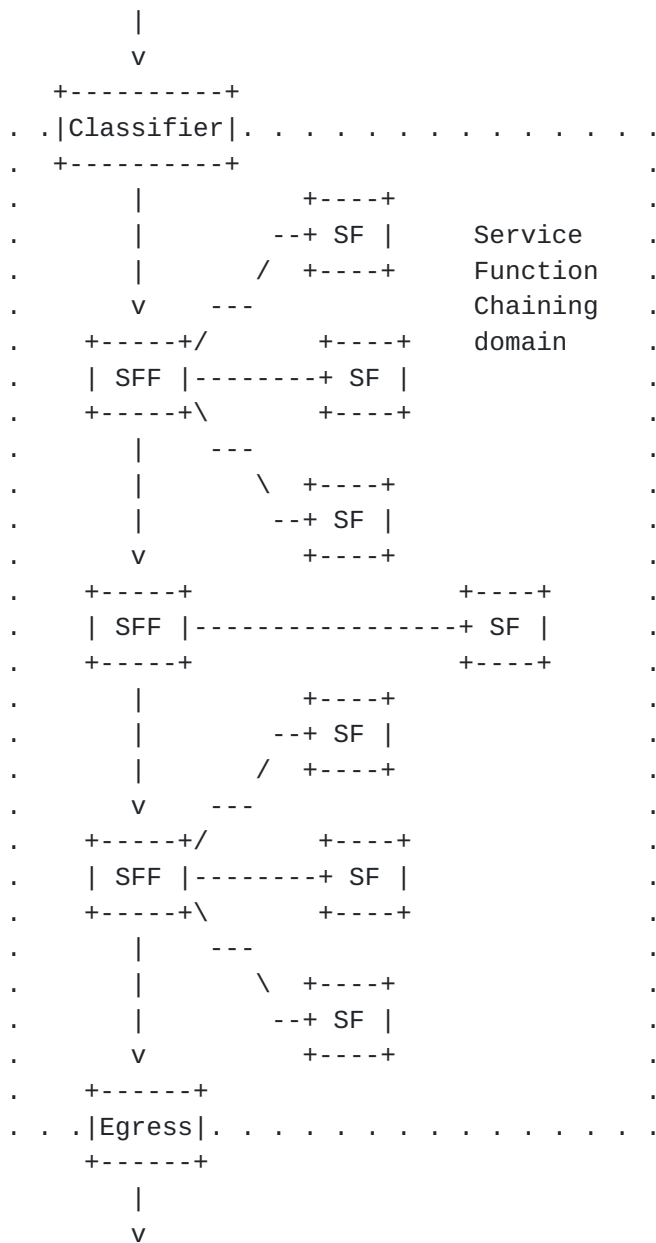 Classifier
SF Service
Function
Chaining
domain
SFF SF
SF
SFF SF
SF
SFF SF
SF
Egress